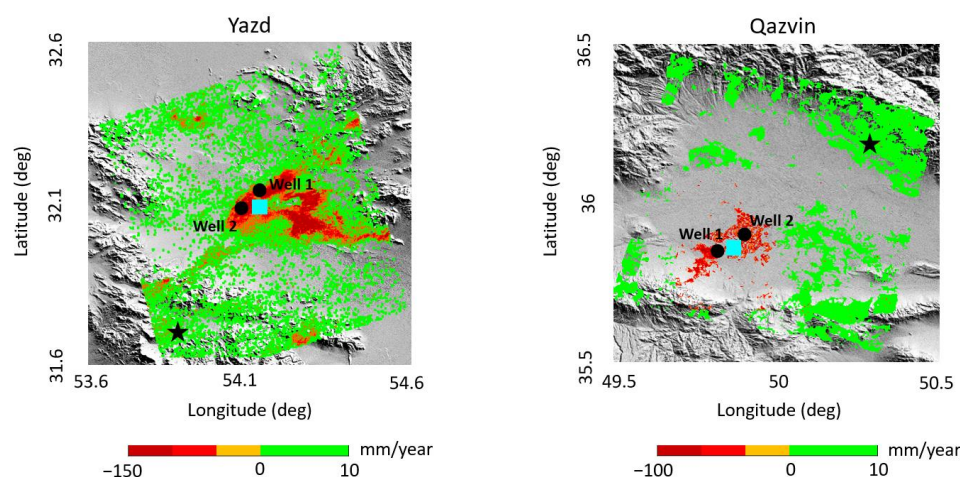 Yazd
32.6
32.1
31.6
Latitude (deg)
Well 1
Well 2
53.6
54.1
54.6
Longitude (deg)
−150
0
10
mm/year
Qazvin
36.5
36
35.5
Latitude (deg)
Well 2
Well 1
49.5
50
50.5
Longitude (deg)
−100
0
10
mm/year